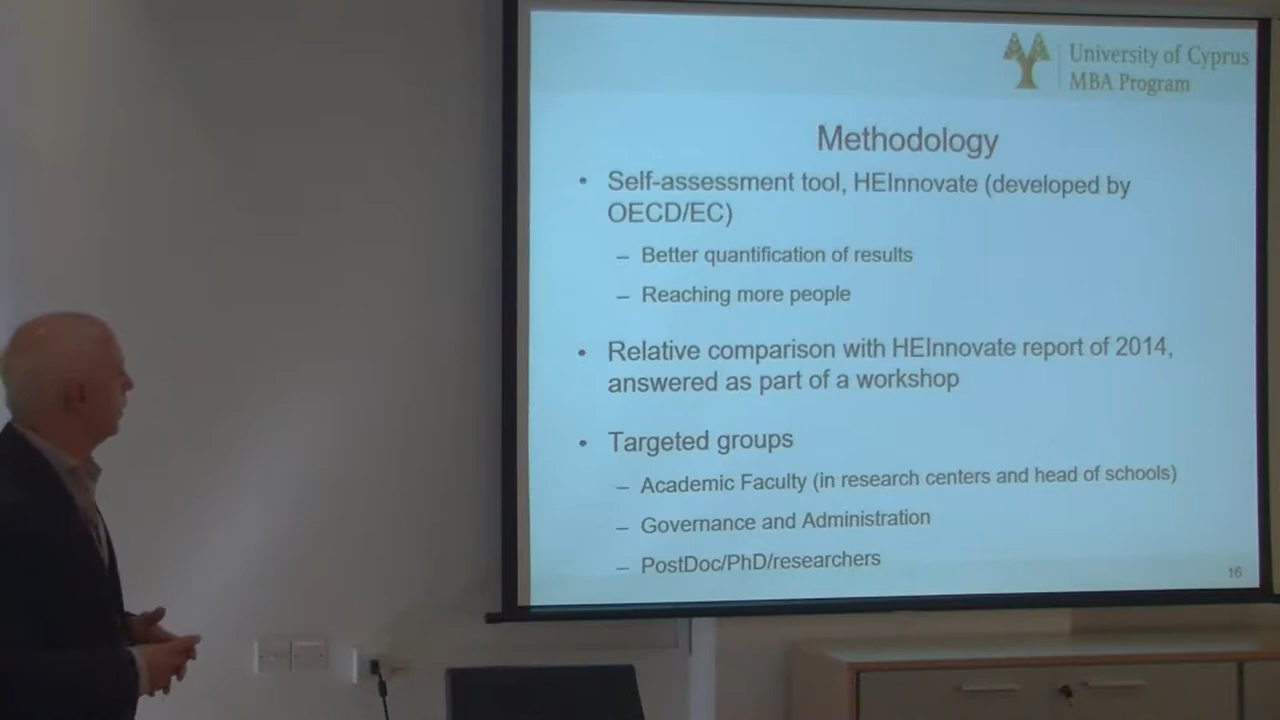 University of Cyprus
MBA Program
Methodology
• Self-assessment tool, HEInnovate (developed by
OECD/EC)
– Better quantification of results
– Reaching more people
• Relative comparison with HEInnovate report of 2014,
answered as part of a workshop
• Targeted groups
– Academic Faculty (in research centers and head of schools)
– Governance and Administration
– PostDoc/PhD/researchers
16